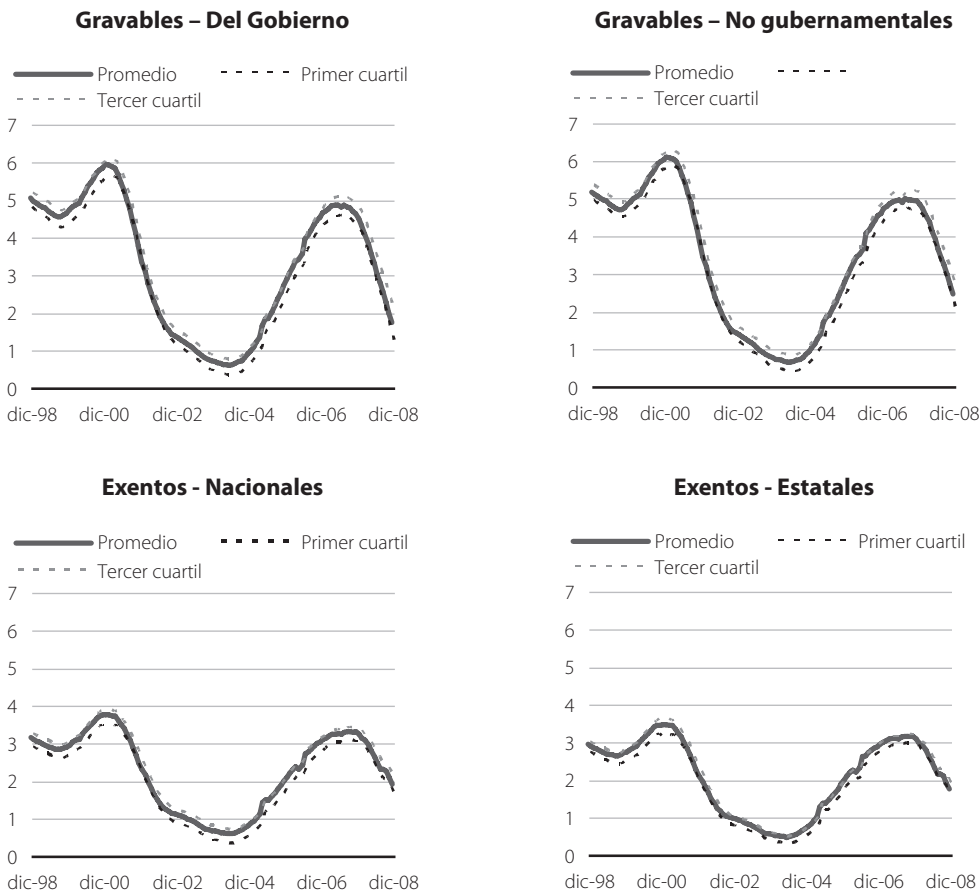 Gravables – Del Gobierno
Promedio Primer cuartil
Tercer cuartil
7
6
5
4
3
2
1
0
dic-98 dic-00 dic-02 dic-04 dic-06 dic-08
Gravables – No gubernamentales
Promedio
Tercer cuartil
7
6
5
4
3
2
1
0
dic-98 dic-00 dic-02 dic-04 dic-06 dic-08
Exentos - Nacionales
Promedio Primer cuartil
Tercer cuartil
7
6
5
4
3
2
1
0
dic-98 dic-00 dic-02 dic-04 dic-06 dic-08
Exentos - Estatales
Promedio Primer cuartil
Tercer cuartil
7
6
5
4
3
2
1
0
dic-98 dic-00 dic-02 dic-04 dic-06 dic-08